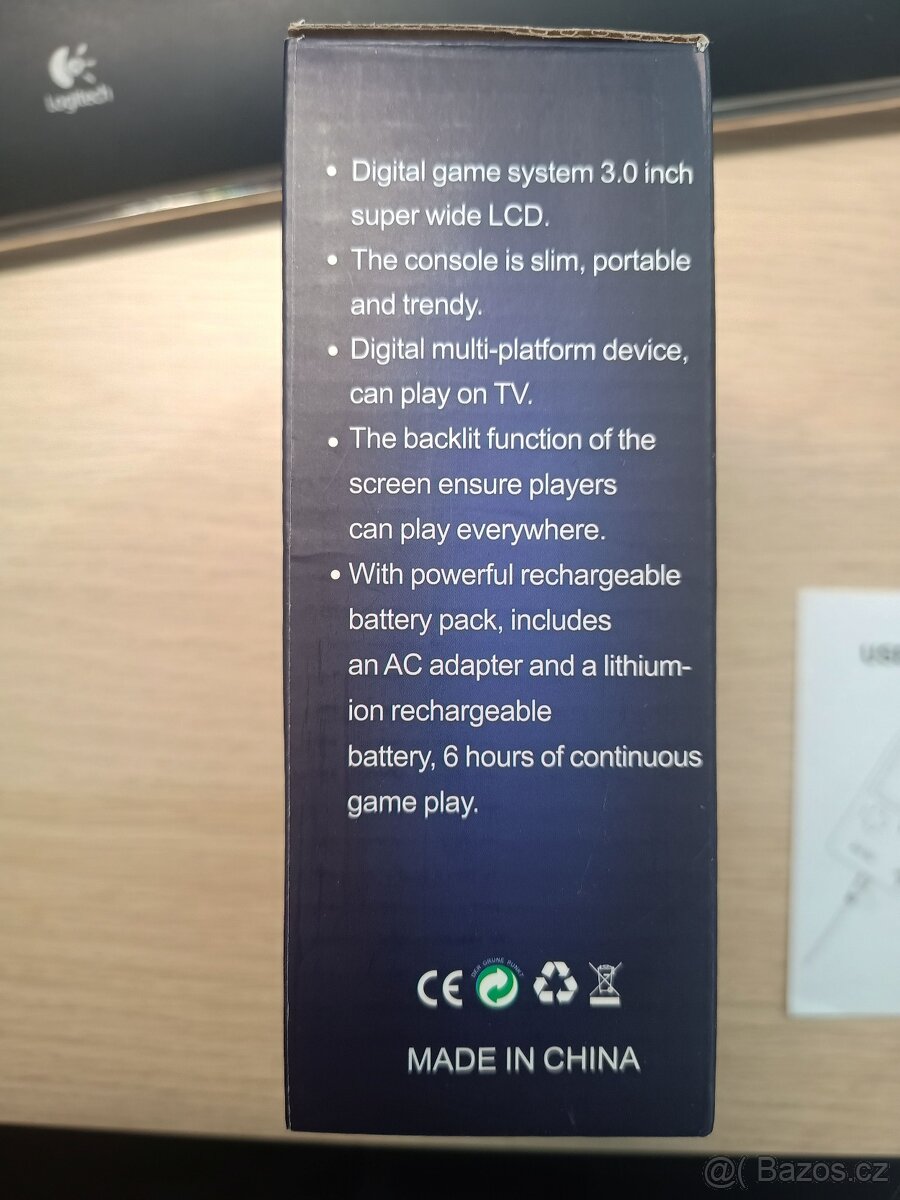 Logitech
• Digital game system 3.0 inch
super wide LCD.
• The console is slim, portable
and trendy.
• Digital multi-platform device,
can play on TV.
• The backlit function of the
screen ensure players
can play everywhere.
• With powerful rechargeable
battery pack, includes
an AC adapter and a lithium-
ion rechargeable
battery, 6 hours of continuous
game play.
CE
DER GRÜNE PUNKT
MADE IN CHINA
@( Bazos.cz